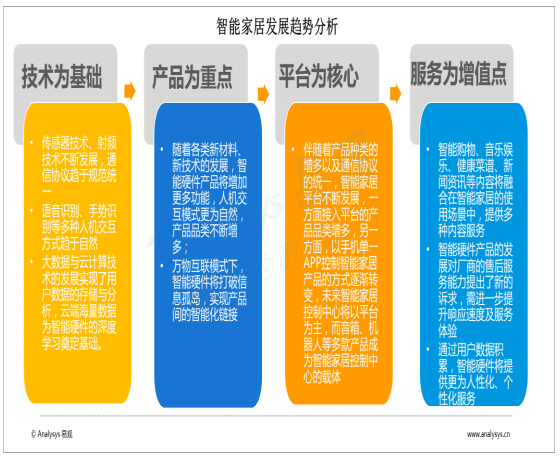 智能家居发展趋势分析
技术为基础
产品为重点
平台为核心
服务为增值点
• 传感器技术、射频
技术不断发展，通
信协议趋于规范统
一
• 语音识别、手势识
别等多种人机交互
方式趋于自然
• 大数据与云计算技
术的发展实现了用
户数据的存储与分
析，云端海量数据
为智能硬件的深度
学习奠定基础。
• 随着各类新材料、
新技术的发展，智
能硬件产品将增加
更多功能，人机交
互模式更为自然，
产品品类不断增
多；
• 万物互联模式下，
智能硬件将打破信
息孤岛，实现产品
间的智能化链接
• 伴随着产品种类的
增多以及通信协议
的统一，智能家居
平台不断发展，一
方面接入平台的产
品品类增多，另一
方面，以手机单一
APP控制智能家居
产品的方式逐渐转
变，未来智能家居
控制中心将以平台
为主，而音箱、机
器人等多款产品成
为智能家居控制中
心的载体
• 智能购物、音乐娱
乐、健康菜谱、新
闻资讯等内容将融
合在智能家居的使
用场景中，提供多
种内容服务
• 智能硬件产品的发
展对厂商的售后服
务能力提出了新的
诉求，需进一步提
升响应速度及服务
体验
• 通过用户数据积
累，智能硬件将提
供更为人性化、个
性化服务
© Analysys 易观
www.analysys.cn